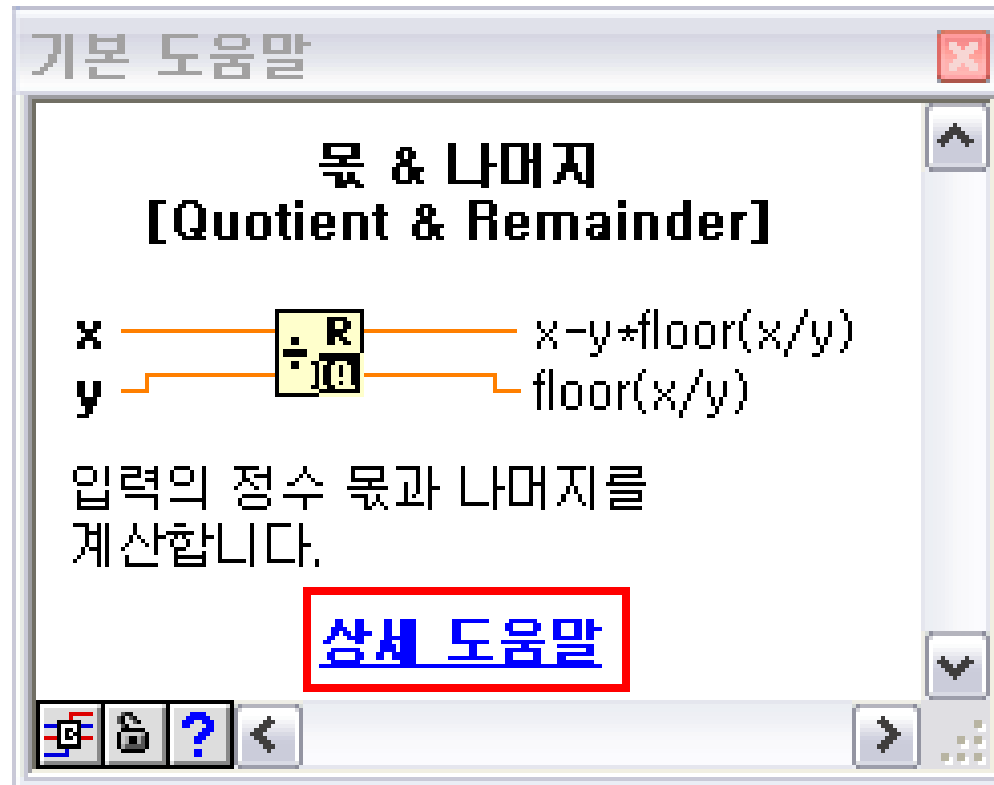 기본 도움말
몫 & 나머지
[Quotient & Remainder]
x
R
x-y*floor(x/y)
y
floor(x/y)
입력의 정수 몫과 나머지를
계산합니다.
상세 도움말
?